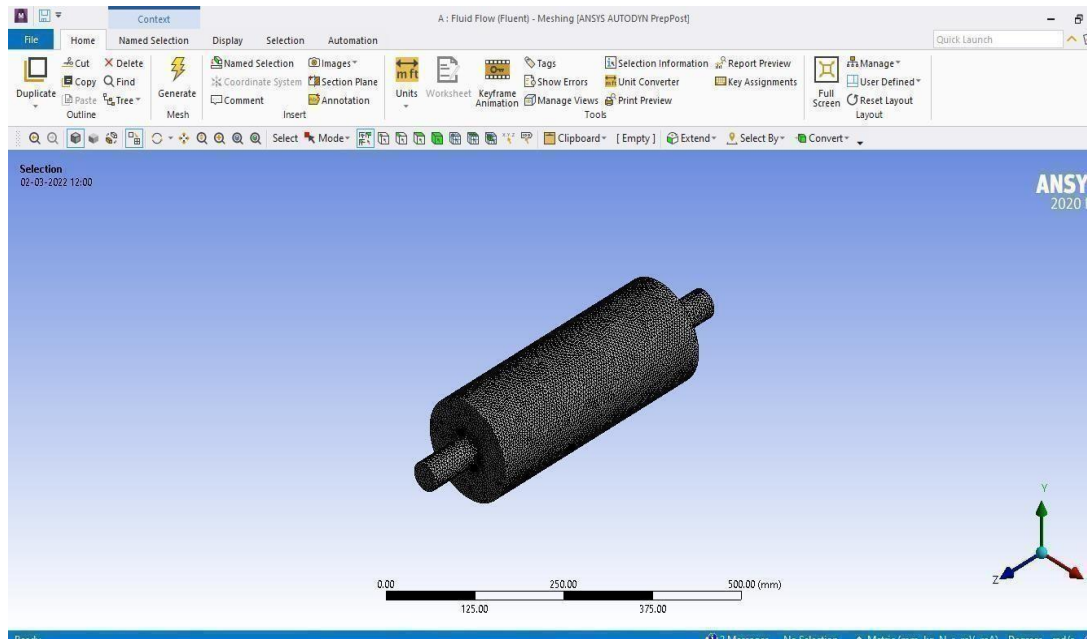 A : Fluid Flow (Fluent) - Meshing [ANSYS AUTODYN PrepPost]
Context
File Home Named Selection Display Selection Automation Quick Launch
Duplicate Cut Copy Paste Delete Find Tree
Outline
Generate
Mesh
Named Selection Images
Coordinate System Section Plane
Comment Annotation
Insert
mft
Units Worksheet Keyframe Animation
Tags Selection Information Report Preview
Show Errors Unit Converter Key Assignments
Manage Views Print Preview
Tools
Full Screen
Manage
User Defined
Reset Layout
Layout
Select Mode Clipboard [ Empty ] Extend Select By Convert
Selection
02-03-2022 12:00
ANSY
2020
0.00 250.00 500.00 (mm)
125.00 375.00
Y
Z